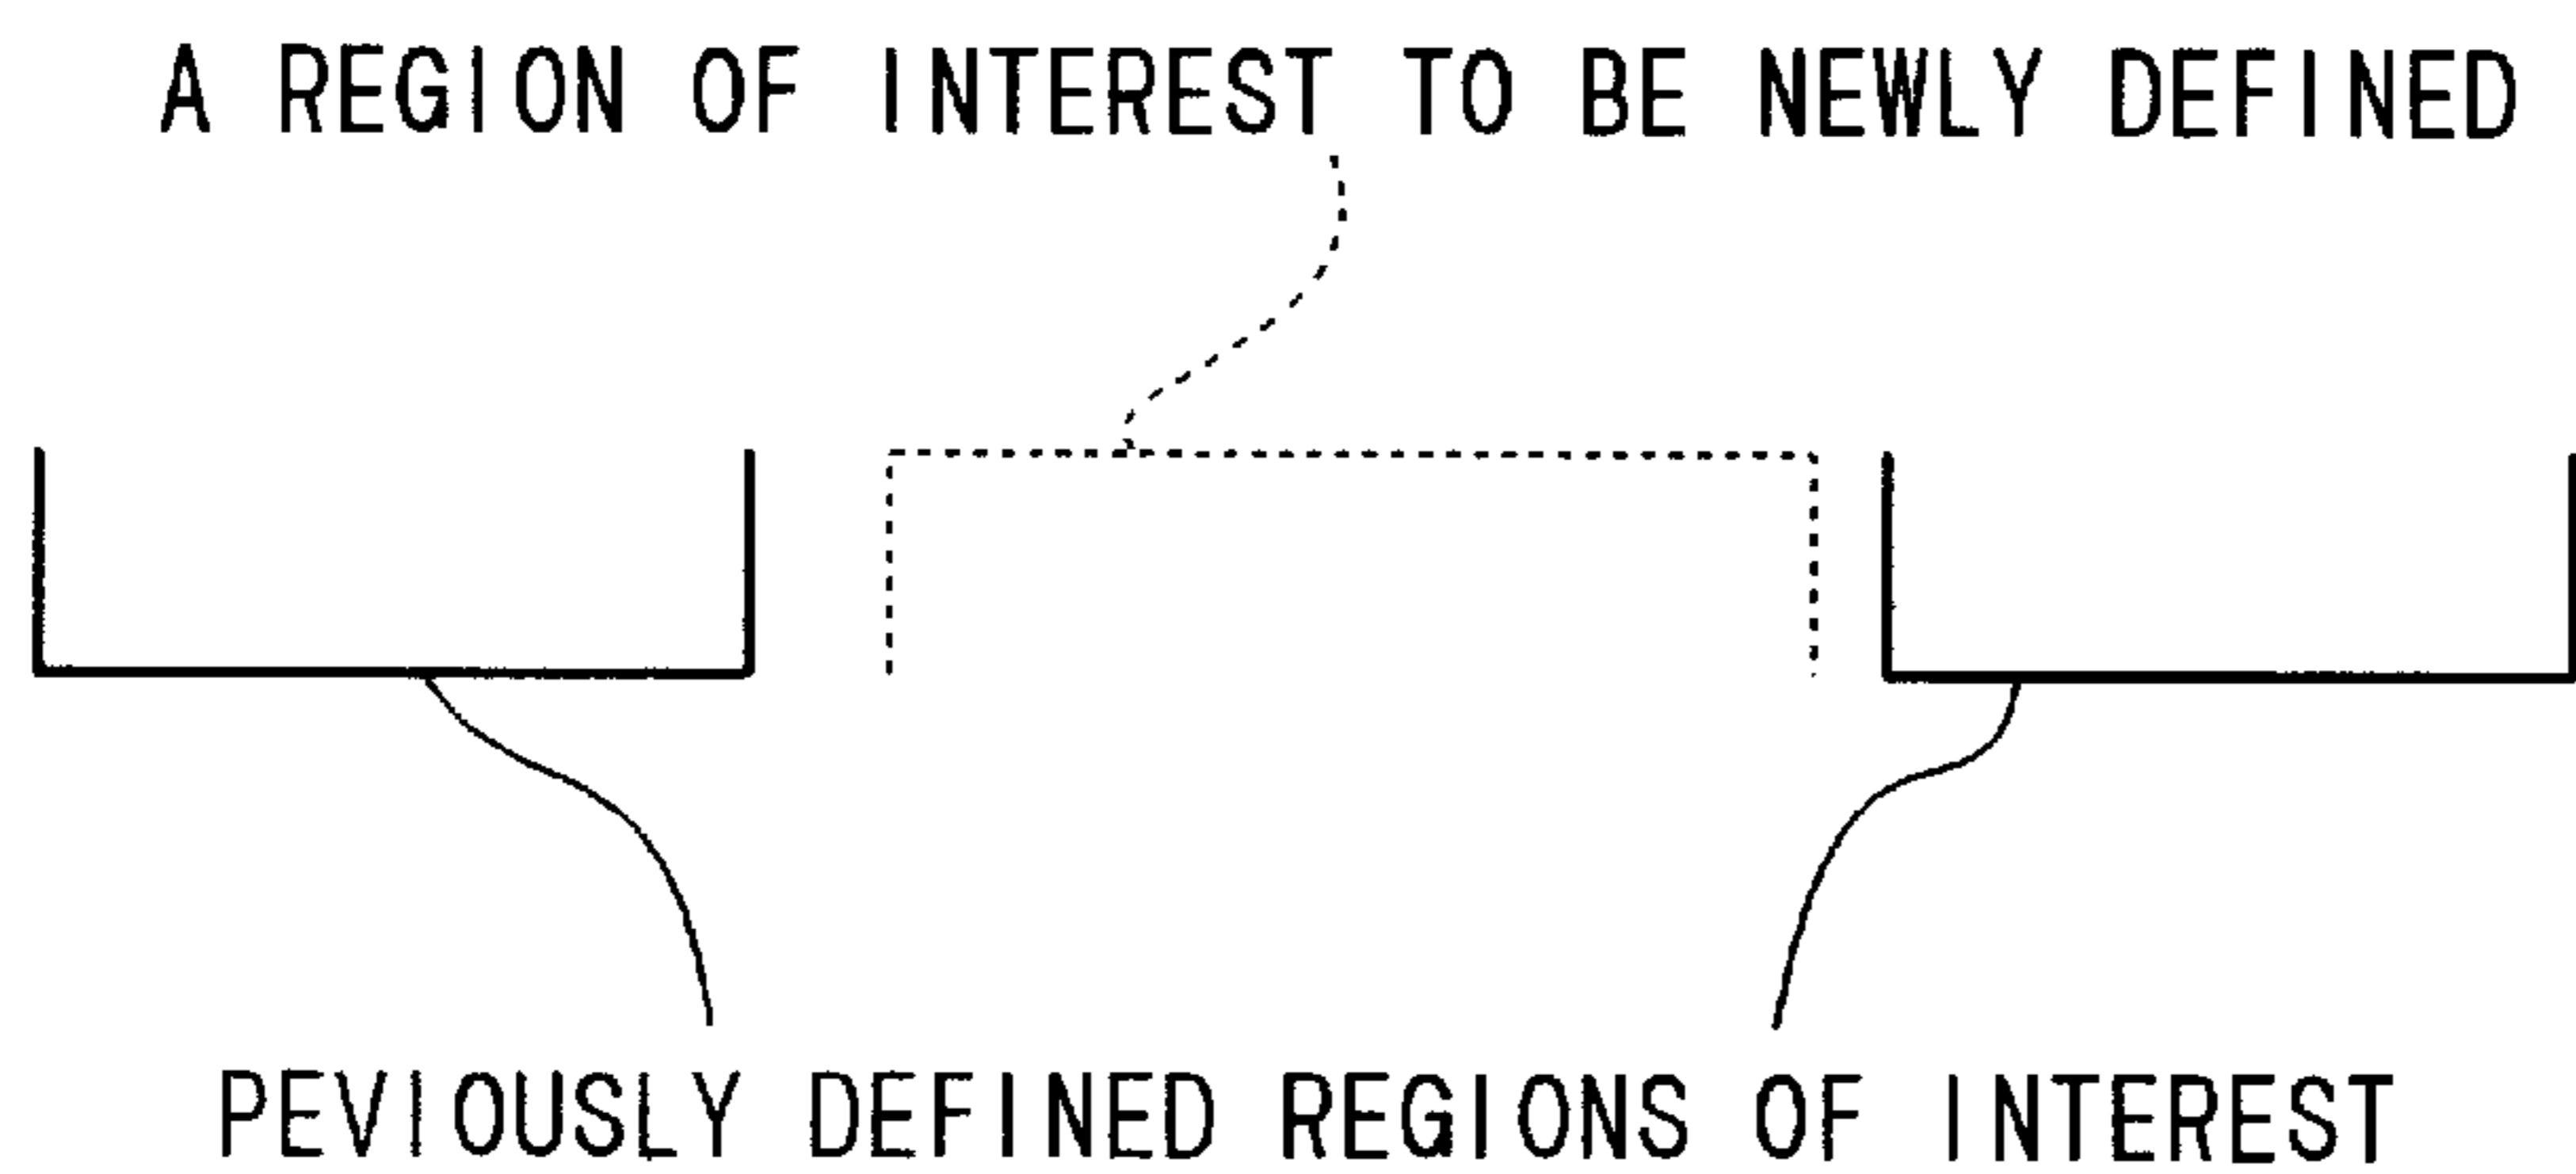 A REGION OF INTEREST TO BE NEWLY DEFINED
PEVIOUSLY DEFINED REGIONS OF INTEREST